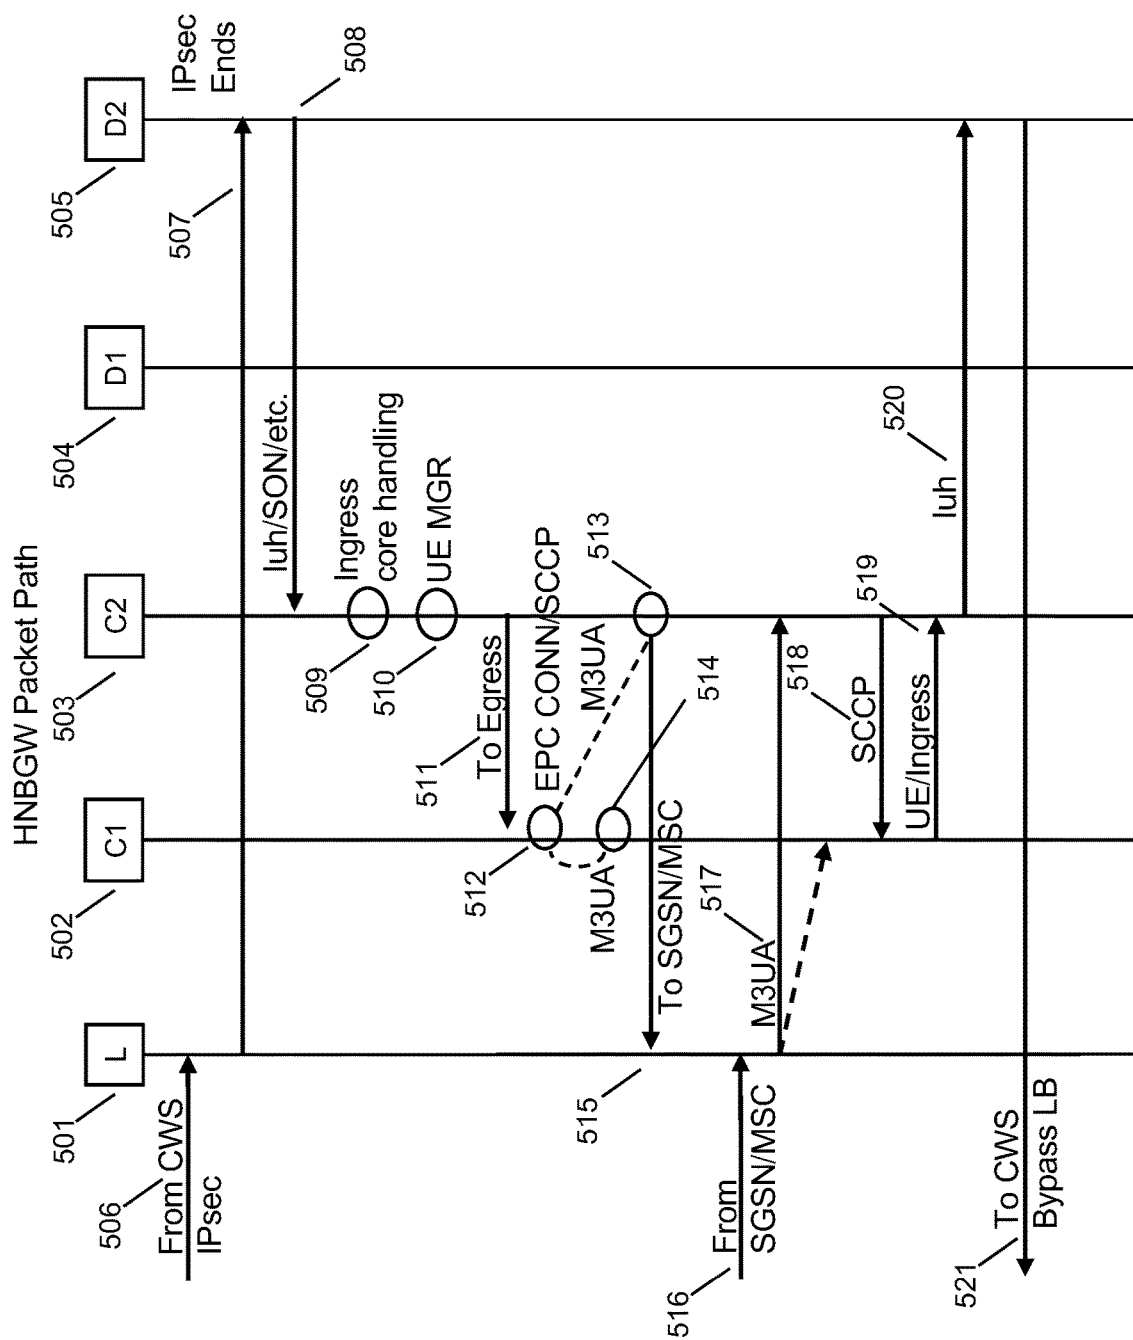 HNBGW Packet Path
501
L
502
C1
503
C2
504
D1
505
D2
506
From CWS
IPsec
507
IPsec
Ends
508
Iuh/SON/etc.
509
Ingress
core handling
510
UE MGR
511
To Egress
512
EPC CONN/SCCP
M3UA
513
M3UA
514
515
To SGSN/MSC
516
From
SGSN/MSC
517
M3UA
518
SCCP
519
UE/Ingress
520
Iuh
521
To CWS
Bypass LB